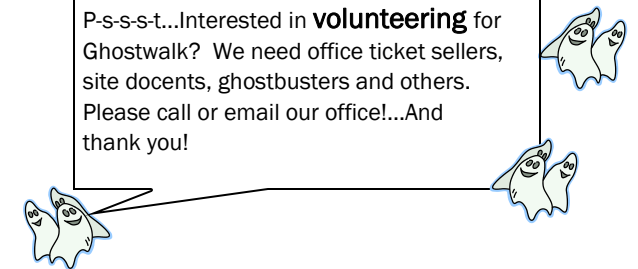 P-s-s-s-t...Interested in volunteering for
Ghostwalk? We need office ticket sellers,
site docents, ghostbusters and others.
Please call or email our office!...And
thank you!